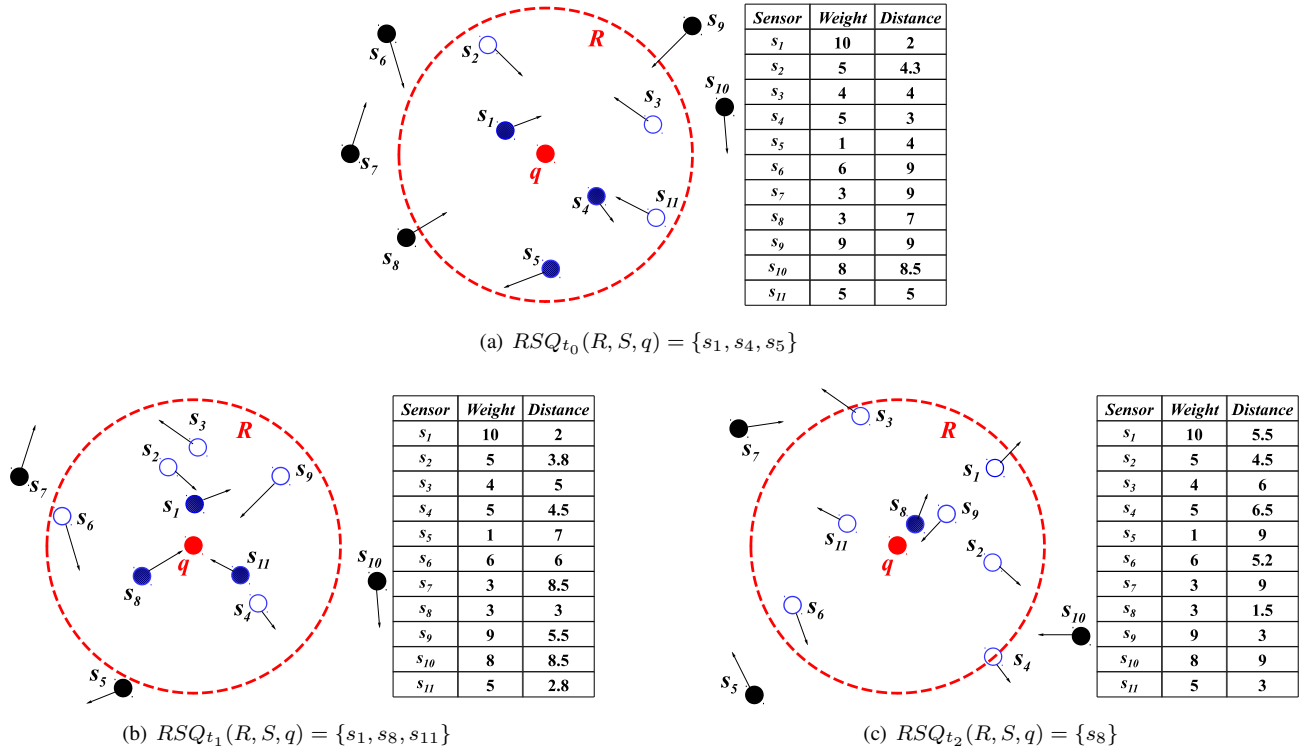 s6
s2
R
s9
s10
s3
s1
s7
q
s4
s11
s8
s5
Sensor Weight Distance
s1 10 2
s2 5 4.3
s3 4 4
s4 5 3
s5 1 4
s6 6 9
s7 3 9
s8 3 7
s9 9 9
s10 8 8.5
s11 5 5
(a) RSQt0(R, S, q) = {s1, s4, s5}
s3
R
s2
s9
s7
s1
s6
q
s10
s8
s11
s4
s5
Sensor Weight Distance
s1 10 2
s2 5 3.8
s3 4 5
s4 5 4.5
s5 1 7
s6 6 6
s7 3 8.5
s8 3 3
s9 9 5.5
s10 8 8.5
s11 5 2.8
(b) RSQt1(R, S, q) = {s1, s8, s11}
s3
R
s7
s1
s8
s9
s11
q
s2
s6
s10
s4
s5
Sensor Weight Distance
s1 10 5.5
s2 5 4.5
s3 4 6
s4 5 6.5
s5 1 9
s6 6 5.2
s7 3 9
s8 3 1.5
s9 9 3
s10 8 9
s11 5 3
(c) RSQt2(R, S, q) = {s8}